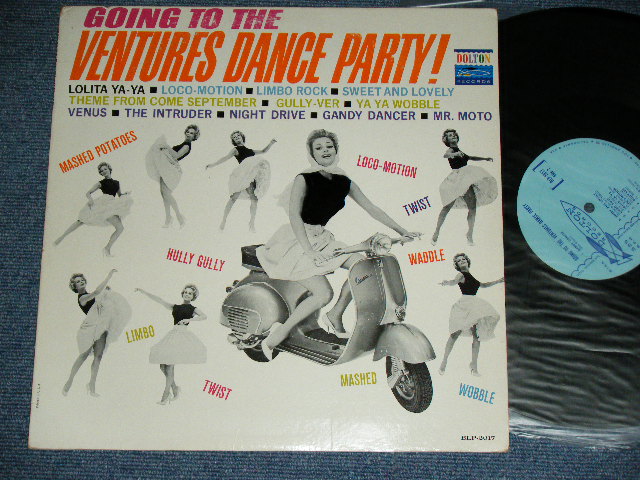 GOING TO THE
VENTURES DANCE PARTY!
DOLTON
RECORDS
LOLITA YA-YA ■ LOCO-MOTION ■ LIMBO ROCK ■ SWEET AND LOVELY
THEME FROM COME SEPTEMBER ■ GULLY-VER ■ YA YA WOBBLE
VENUS ■ THE INTRUDER ■ NIGHT DRIVE ■ GANDY DANCER ■ MR. MOTO
MASHED POTATOES
LOCO-MOTION
TWIST
HULLY GULLY
WADDLE
LIMBO
TWIST
MASHED
WOBBLE
BLP-2017